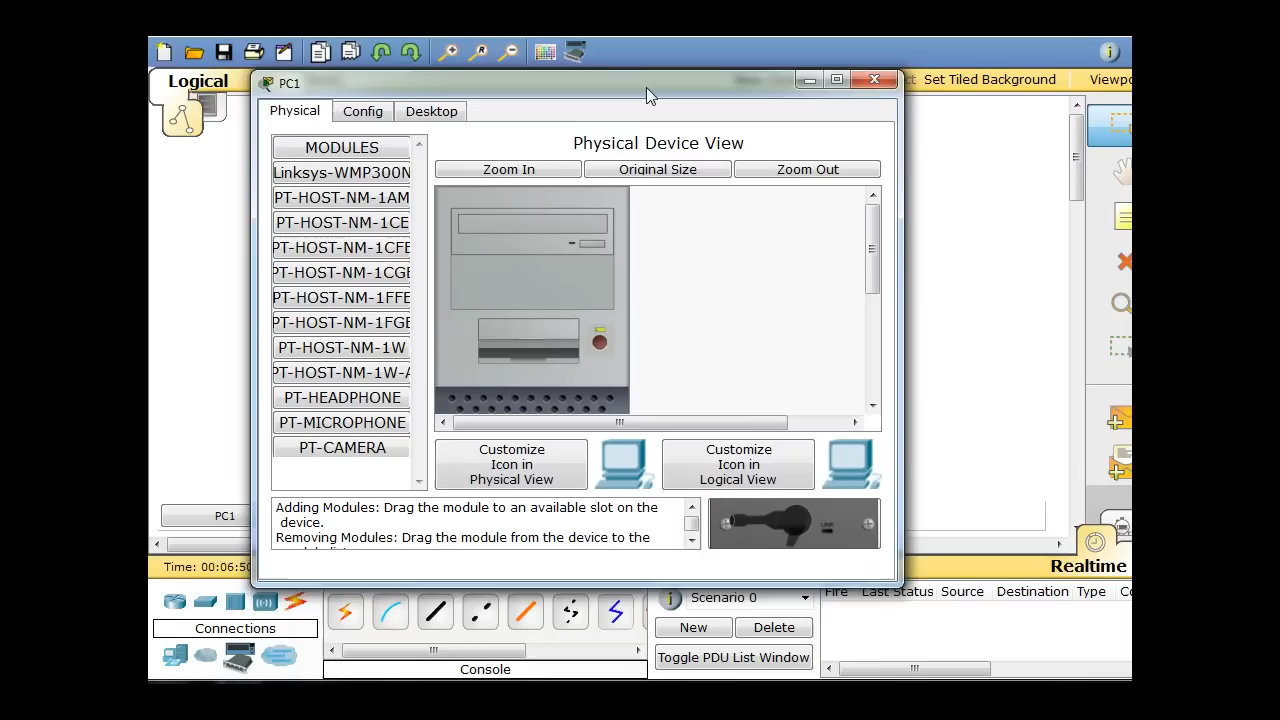 Logical
PC1
Set Tiled Background
Viewpo
Physical
Config
Desktop
MODULES
Linksys-WMP300N
PT-HOST-NM-1AM
PT-HOST-NM-1CE
PT-HOST-NM-1CFE
PT-HOST-NM-1CGE
PT-HOST-NM-1FFE
PT-HOST-NM-1FGE
PT-HOST-NM-1W
PT-HOST-NM-1W-A
PT-HEADPHONE
PT-MICROPHONE
PT-CAMERA
Physical Device View
Zoom In
Original Size
Zoom Out
Customize
Icon in
Physical View
Customize
Icon in
Logical View
Adding Modules: Drag the module to an available slot on the
device.
Removing Modules: Drag the module from the device to the
LINK
PC1
Time: 00:06:50
Realtime
Connections
Console
Scenario 0
New
Delete
Toggle PDU List Window
Fire
Last Status
Source
Destination
Type
Co